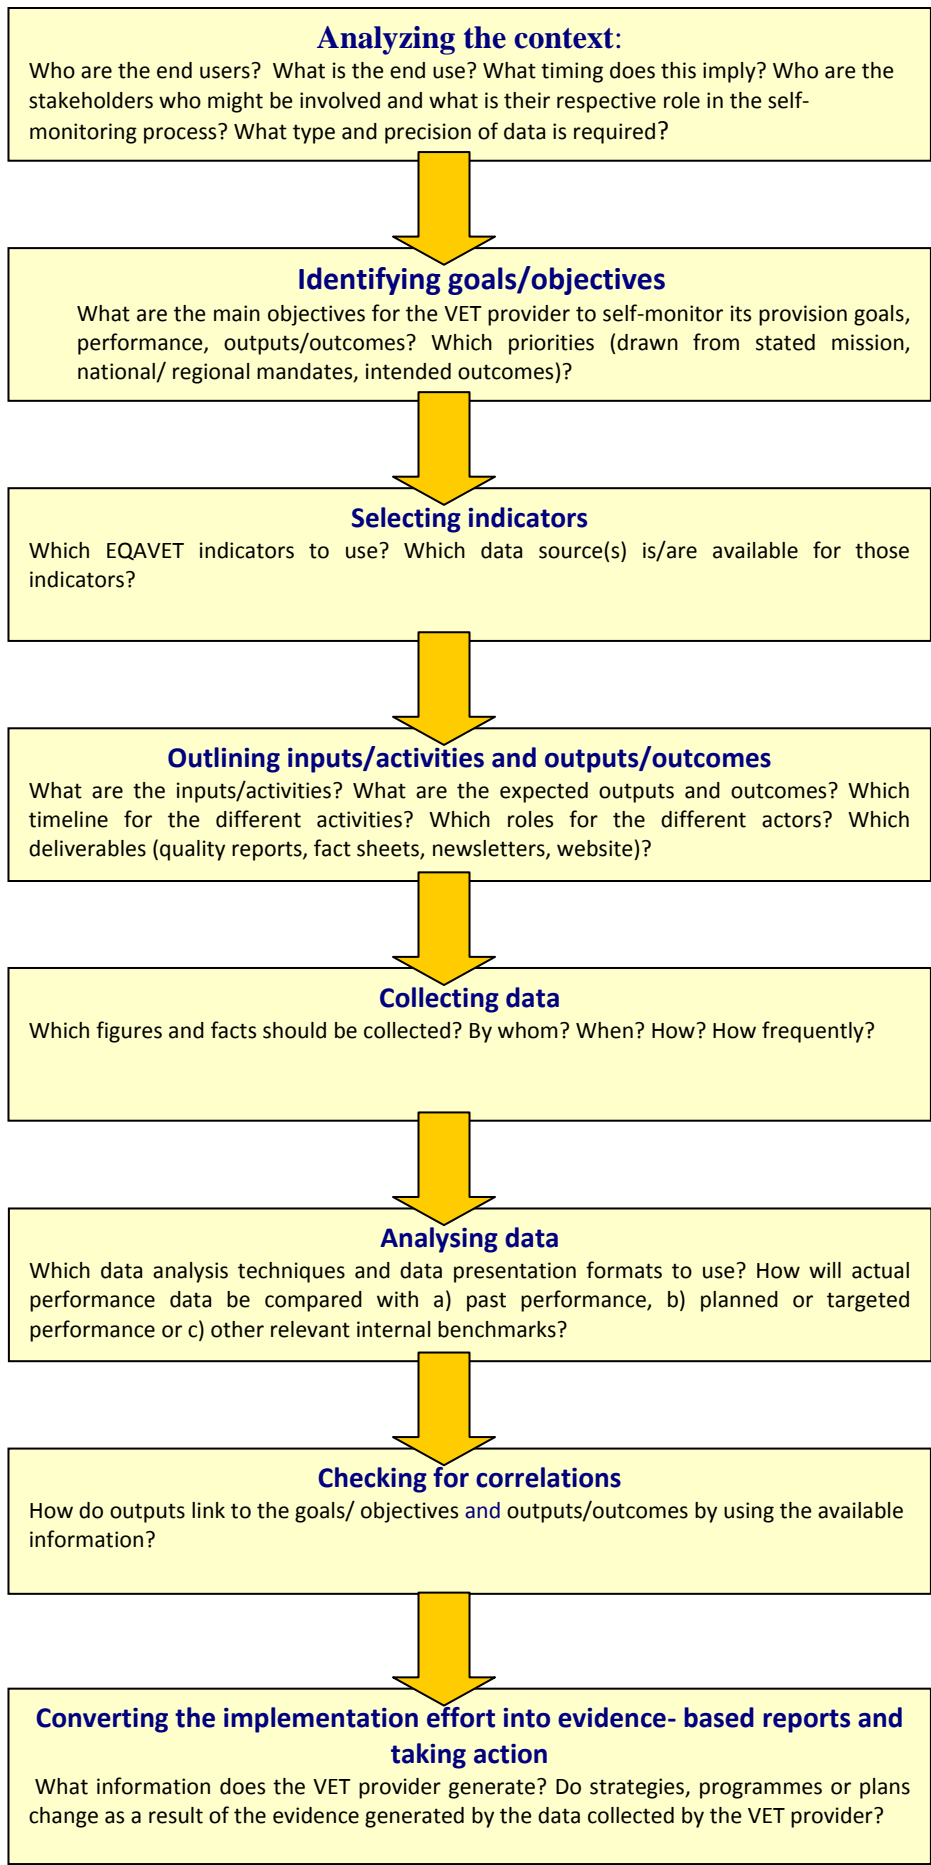 Analyzing the context:
Who are the end users?  What is the end use? What timing does this imply? Who are the
stakeholders who might be involved and what is their respective role in the self-
monitoring process? What type and precision of data is required?
Identifying goals/objectives
What are the main objectives for the VET provider to self-monitor its provision goals,
performance, outputs/outcomes? Which priorities (drawn from stated mission,
national/ regional mandates, intended outcomes)?
Selecting indicators
Which EQAVET indicators to use? Which data source(s) is/are available for those
indicators?
Outlining inputs/activities and outputs/outcomes
What are the inputs/activities? What are the expected outputs and outcomes? Which
timeline for the different activities? Which roles for the different actors? Which
deliverables (quality reports, fact sheets, newsletters, website)?
Collecting data
Which figures and facts should be collected? By whom? When? How? How frequently?
Analysing data
Which data analysis techniques and data presentation formats to use? How will actual
performance data be compared with a) past performance, b) planned or targeted
performance or c) other relevant internal benchmarks?
Checking for correlations
How do outputs link to the goals/ objectives and outputs/outcomes by using the available
information?
Converting the implementation effort into evidence- based reports and
taking action
What information does the VET provider generate? Do strategies, programmes or plans
change as a result of the evidence generated by the data collected by the VET provider?